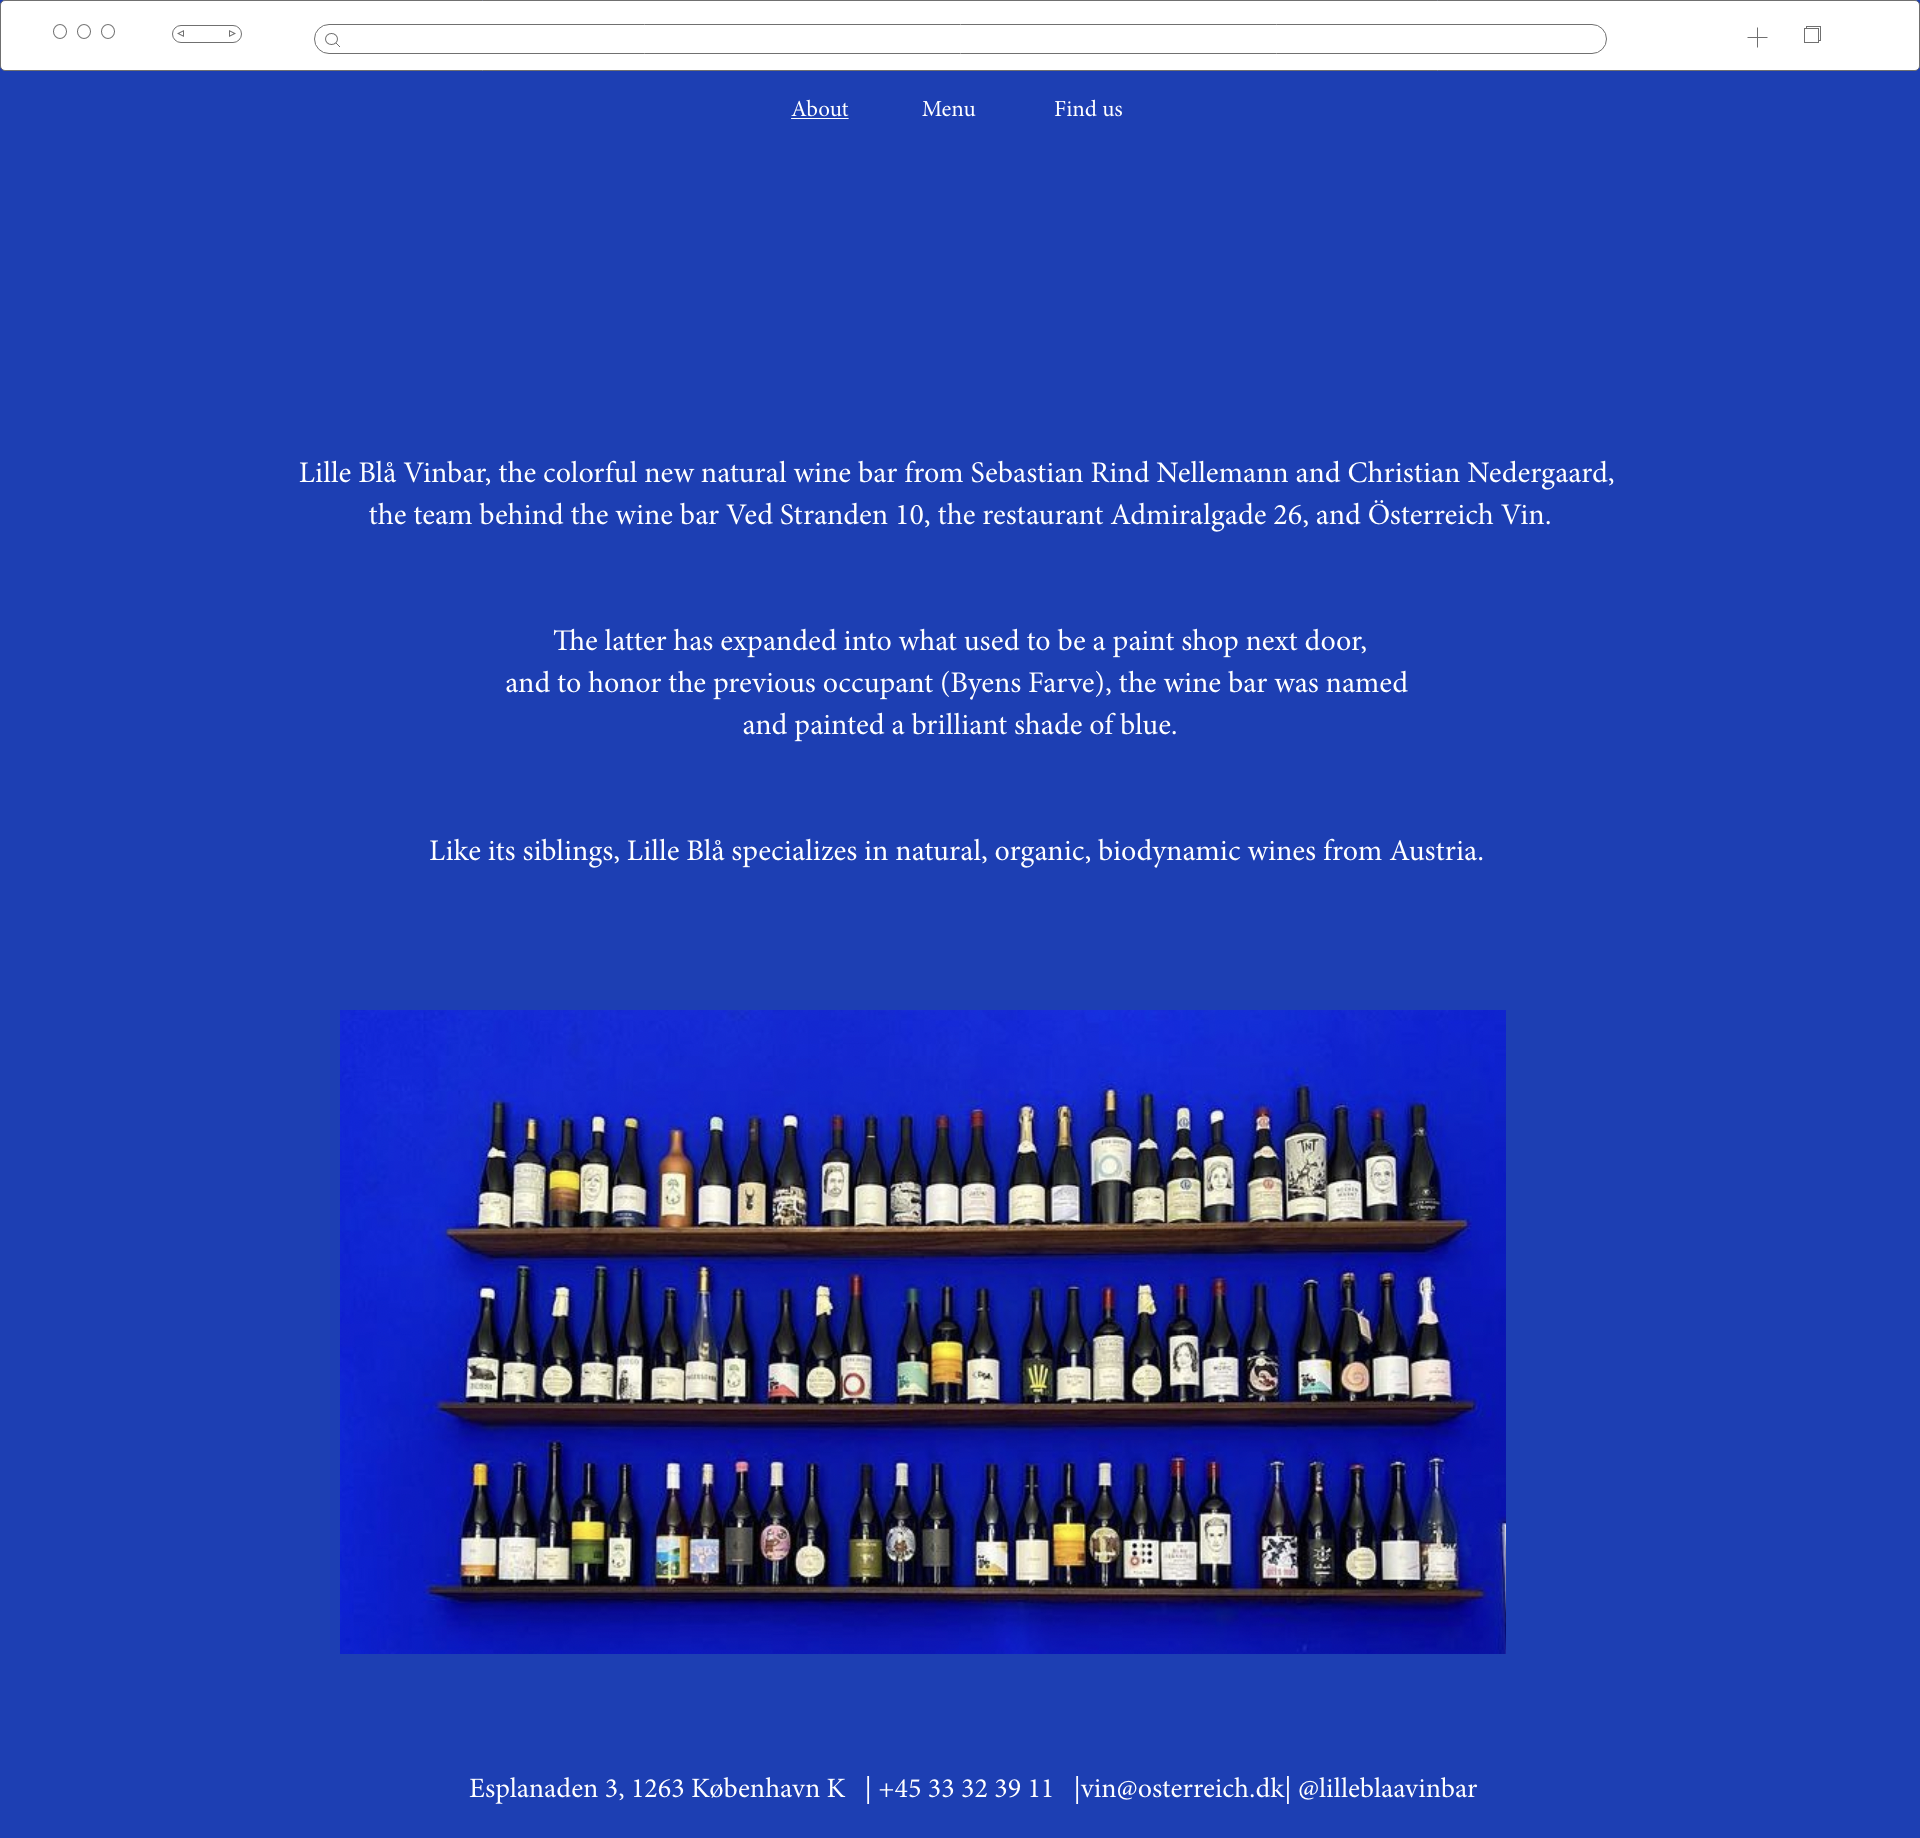 About Menu Find us
Lille Blå Vinbar, the colorful new natural wine bar from Sebastian Rind Nellemann and Christian Nedergaard,
the team behind the wine bar Ved Stranden 10, the restaurant Admiralgade 26, and Österreich Vin.
The latter has expanded into what used to be a paint shop next door,
and to honor the previous occupant (Byens Farve), the wine bar was named
and painted a brilliant shade of blue.
Like its siblings, Lille Blå specializes in natural, organic, biodynamic wines from Austria.
TNT
Esplanaden 3, 1263 København K | +45 33 32 39 11 |vin@osterreich.dk| @lilleblaavinbar